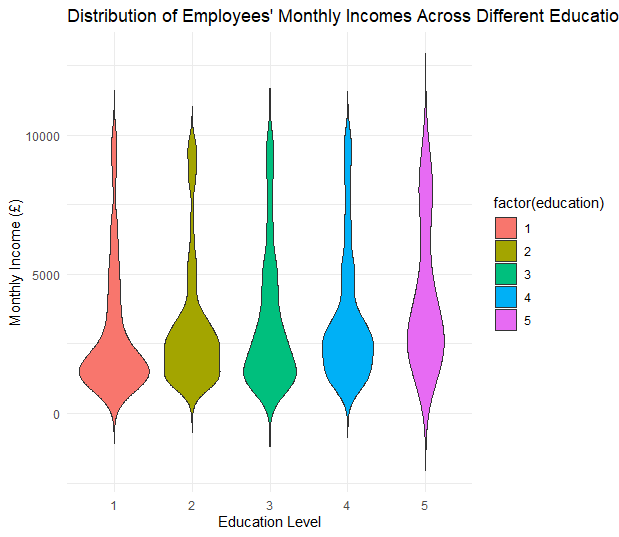 Distribution of Employees' Monthly Incomes Across Different Educatio
Monthly Income (£)
10000
5000
0
1 2 3 4 5
Education Level
factor(education)
1
2
3
4
5